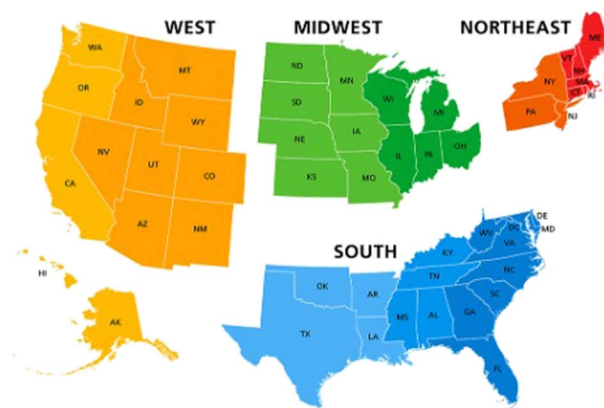 WEST
MIDWEST
NORTHEAST
WA
OR
CA
NV
ID
MT
WY
UT
CO
AZ
NM
HI
AK
ND
SD
NE
KS
MN
IA
MO
WI
IL
MI
IN
OH
ME
VT
NH
MA
CT
RI
NY
PA
NJ
SOUTH
TX
OK
AR
LA
KY
TN
MS
AL
WV
DC
DE
MD
VA
NC
SC
GA
FL